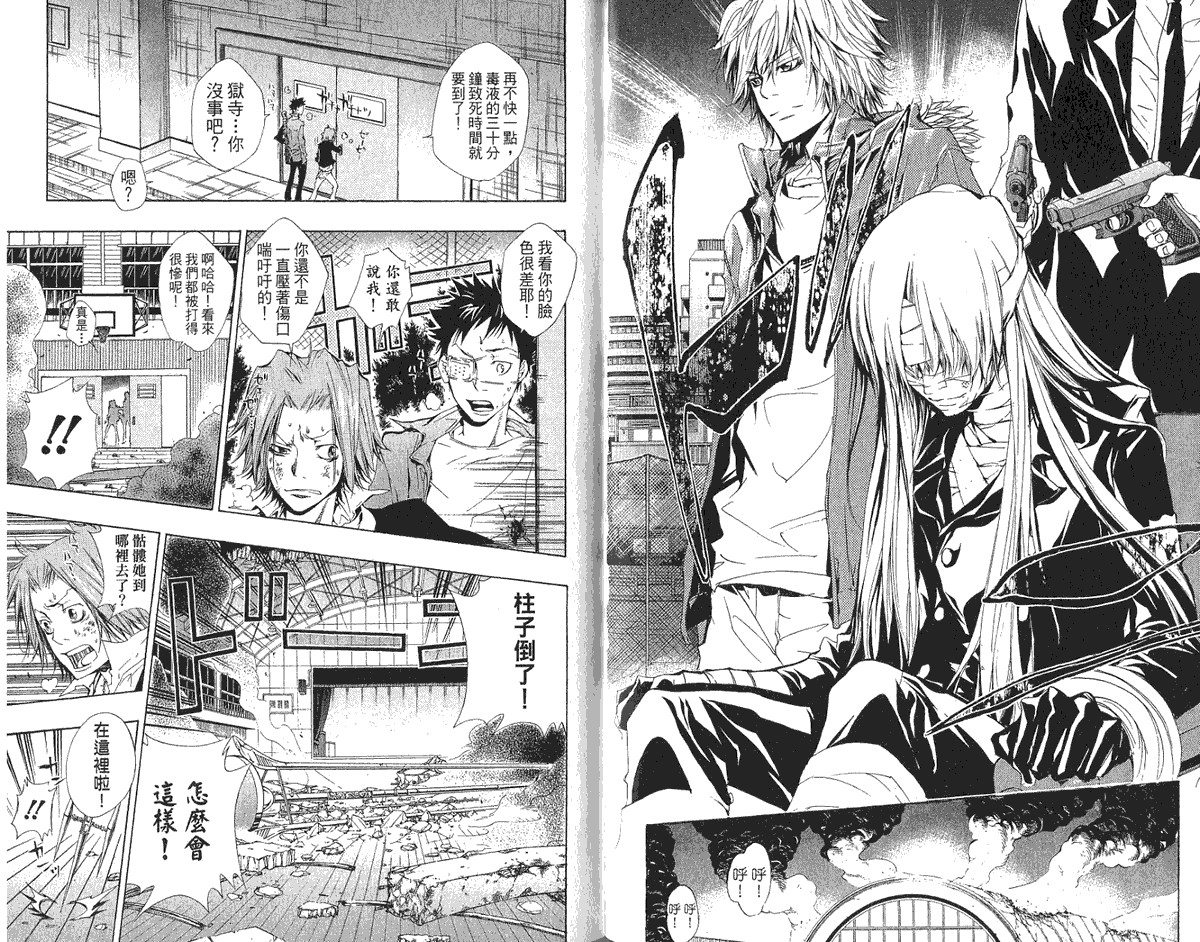 呼！
呼！
呼！
呼！
再不快一點，
毒液的三十分
鐘致死時間就
要到了！
獄寺…你
沒事吧？
嗯？
我看你的臉
色很差耶！
你還敢
說我！
你還不是
一直壓著傷口
喘吁吁的！
啊哈哈！看來
我們都被打得
很慘呢！
真是…
!!
柱子倒了！
怎麼會
這樣！
骷髏她到
哪裡去了？
在這裡啦！
!!